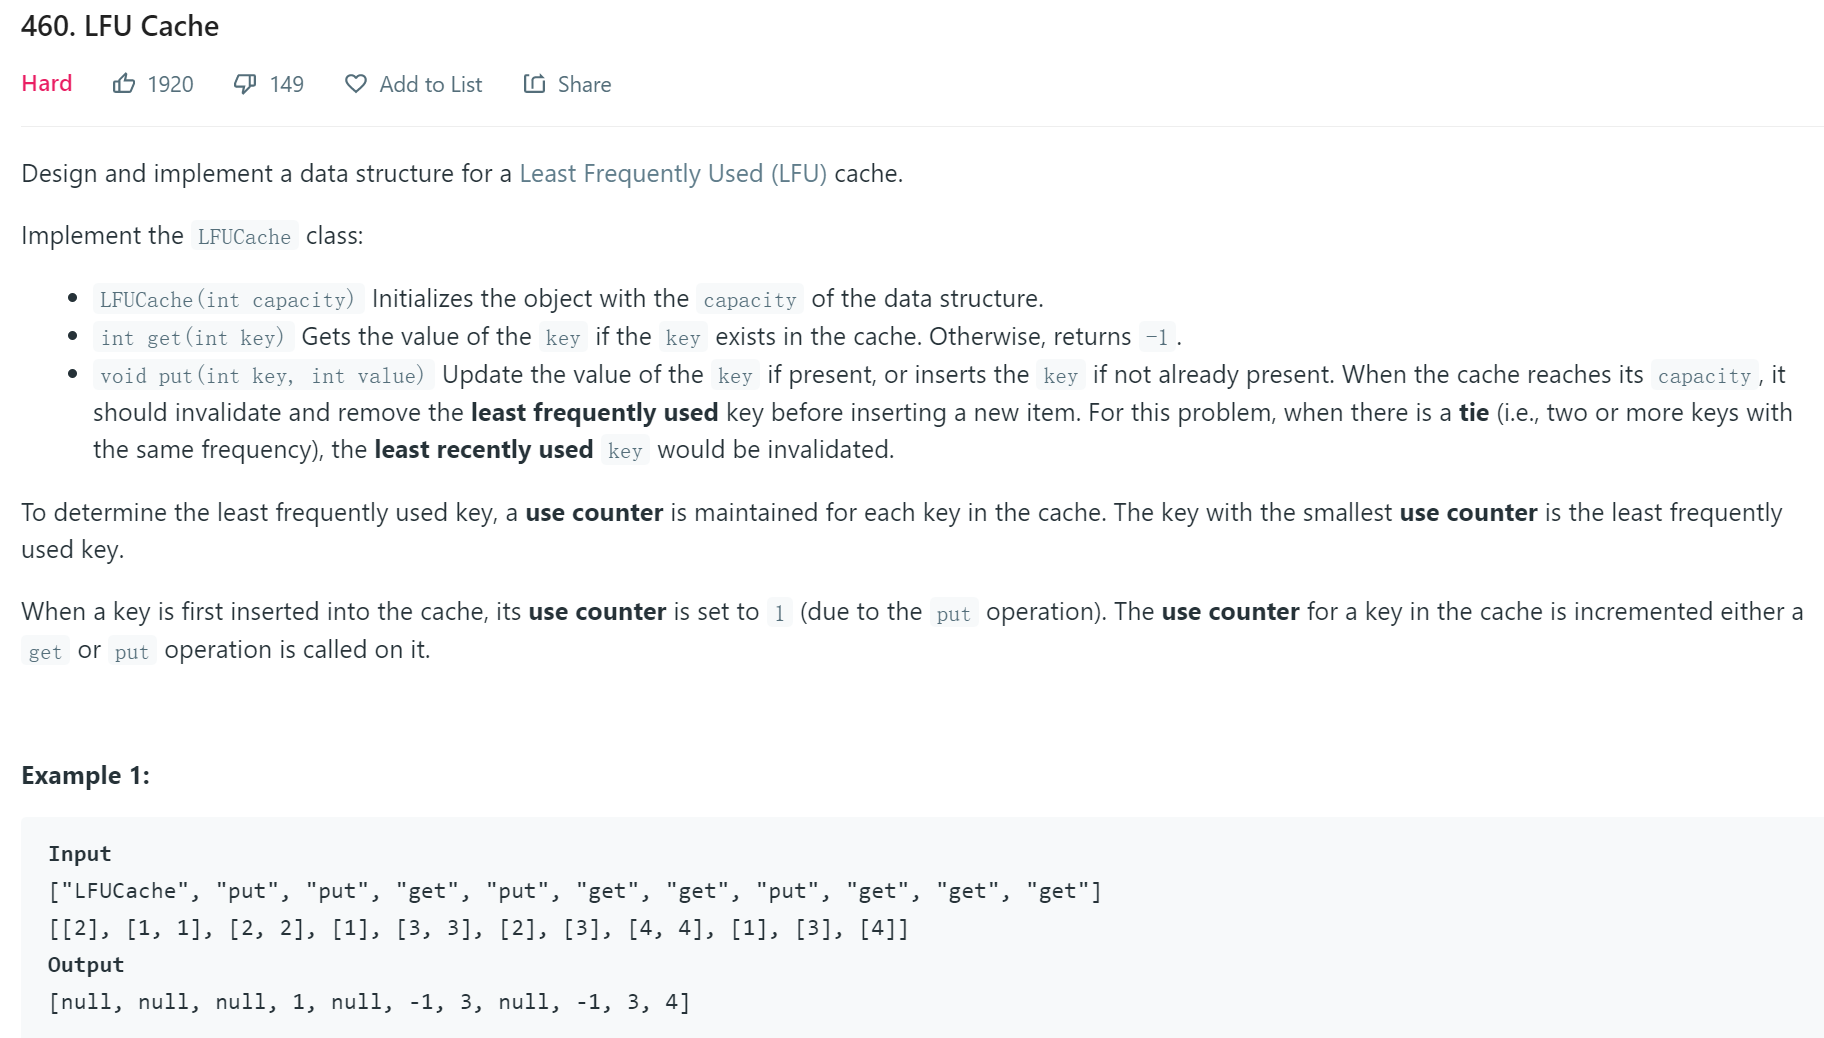 460. LFU Cache
Hard 1920 149 Add to List Share
Design and implement a data structure for a Least Frequently Used (LFU) cache.
Implement the LFUCache class:
LFUCache(int capacity) Initializes the object with the capacity of the data structure.
int get(int key) Gets the value of the key if the key exists in the cache. Otherwise, returns -1.
void put(int key, int value) Update the value of the key if present, or inserts the key if not already present. When the cache reaches its capacity, it
should invalidate and remove the least frequently used key before inserting a new item. For this problem, when there is a tie (i.e., two or more keys with
the same frequency), the least recently used key would be invalidated.
To determine the least frequently used key, a use counter is maintained for each key in the cache. The key with the smallest use counter is the least frequently
used key.
When a key is first inserted into the cache, its use counter is set to 1 (due to the put operation). The use counter for a key in the cache is incremented either a
get or put operation is called on it.
Example 1:
Input
["LFUCache", "put", "put", "get", "put", "get", "get", "put", "get", "get", "get"]
[[2], [1, 1], [2, 2], [1], [3, 3], [2], [3], [4, 4], [1], [3], [4]]
Output
[null, null, null, 1, null, -1, 3, null, -1, 3, 4]